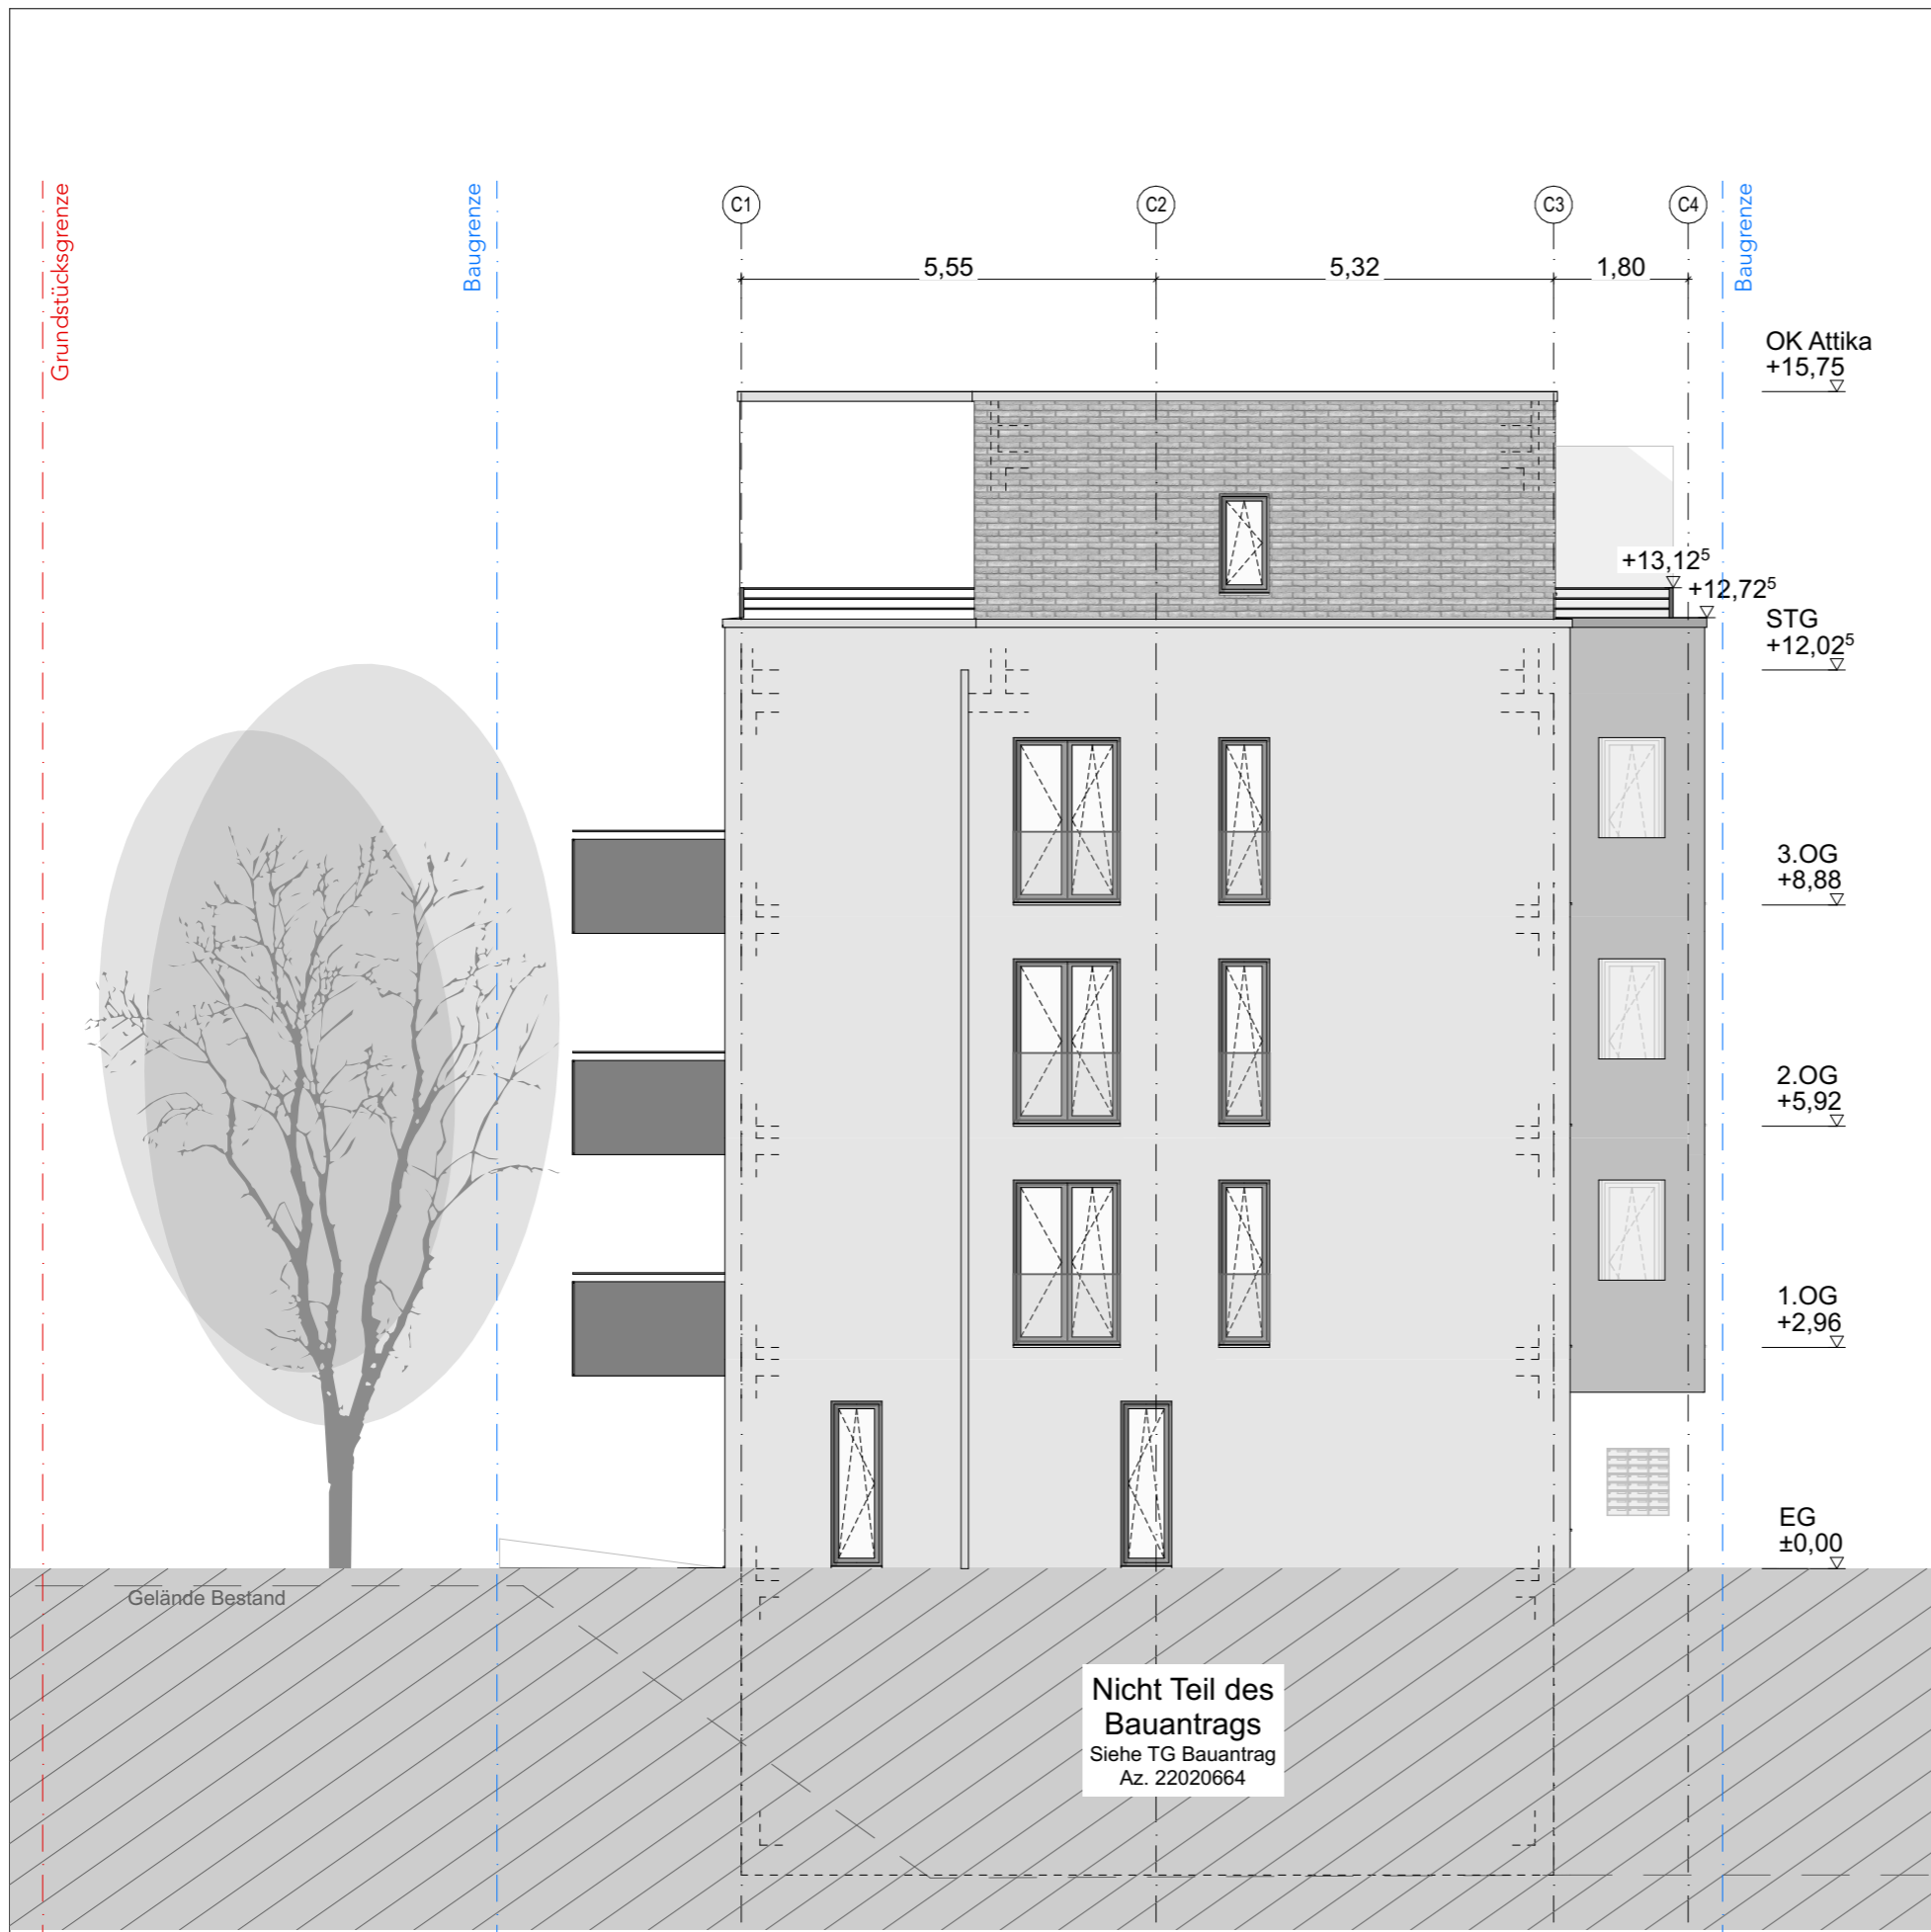 Grundstücksgrenze
Baugrenze
C1
C2
C3
C4
Baugrenze
5,55
5,32
1,80
OK Attika
+15,75
+13,12⁵
+12,72⁵
STG
+12,02⁵
3.OG
+8,88
2.OG
+5,92
1.OG
+2,96
EG
±0,00
Gelände Bestand
Nicht Teil des
Bauantrags
Siehe TG Bauantrag
Az. 22020664